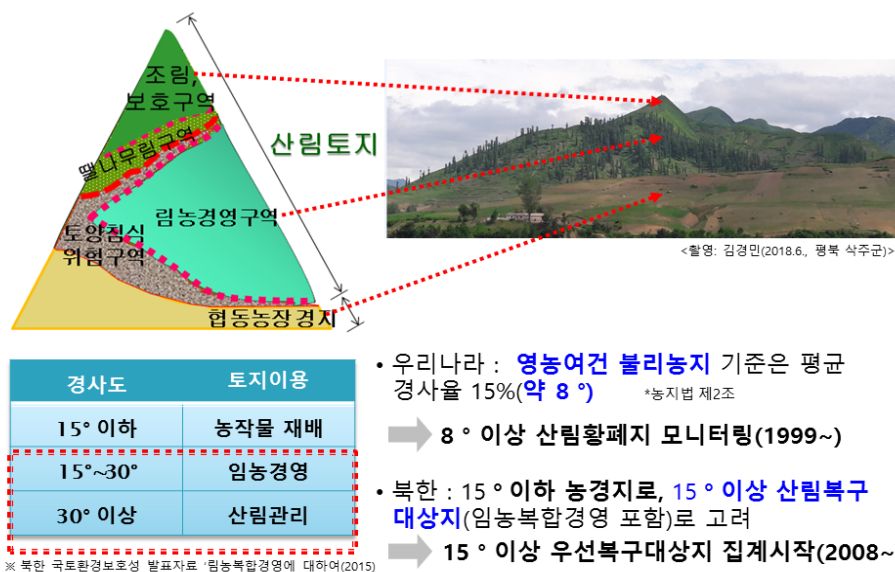 조림,
보호구역
땔나무림구역
산림토지
림농경영구역
토양침식
위험구역
협동농장경지
<촬영: 김경민(2018.6., 평북 삭주군)>
경사도 토지이용
15° 이하 농작물 재배
15°~30° 임농경영
30° 이상 산림관리
※ 북한 국토환경보호성 발표자료 '림농복합경영에 대하여(2015)
• 우리나라 : 영농여건 불리농지 기준은 평균
경사율 15%(약 8 °) *농지법 제2조
8 ° 이상 산림황폐지 모니터링(1999~)
• 북한 : 15 ° 이하 농경지로, 15 ° 이상 산림복구
대상지(임농복합경영 포함)로 고려
15 ° 이상 우선복구대상지 집계시작(2008~